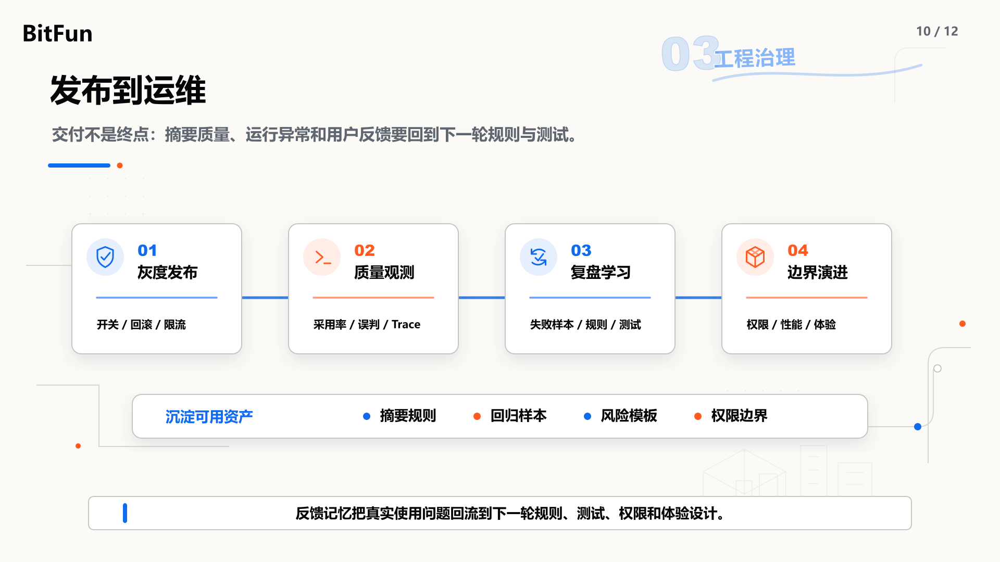 BitFun
10 / 12
03 工程治理
发布到运维
交付不是终点：摘要质量、运行异常和用户反馈要回到下一轮规则与测试。
01
灰度发布
开关 / 回滚 / 限流
02
质量观测
采用率 / 误判 / Trace
03
复盘学习
失败样本 / 规则 / 测试
04
边界演进
权限 / 性能 / 体验
沉淀可用资产
摘要规则
回归样本
风险模板
权限边界
反馈记忆把真实使用问题回流到下一轮规则、测试、权限和体验设计。